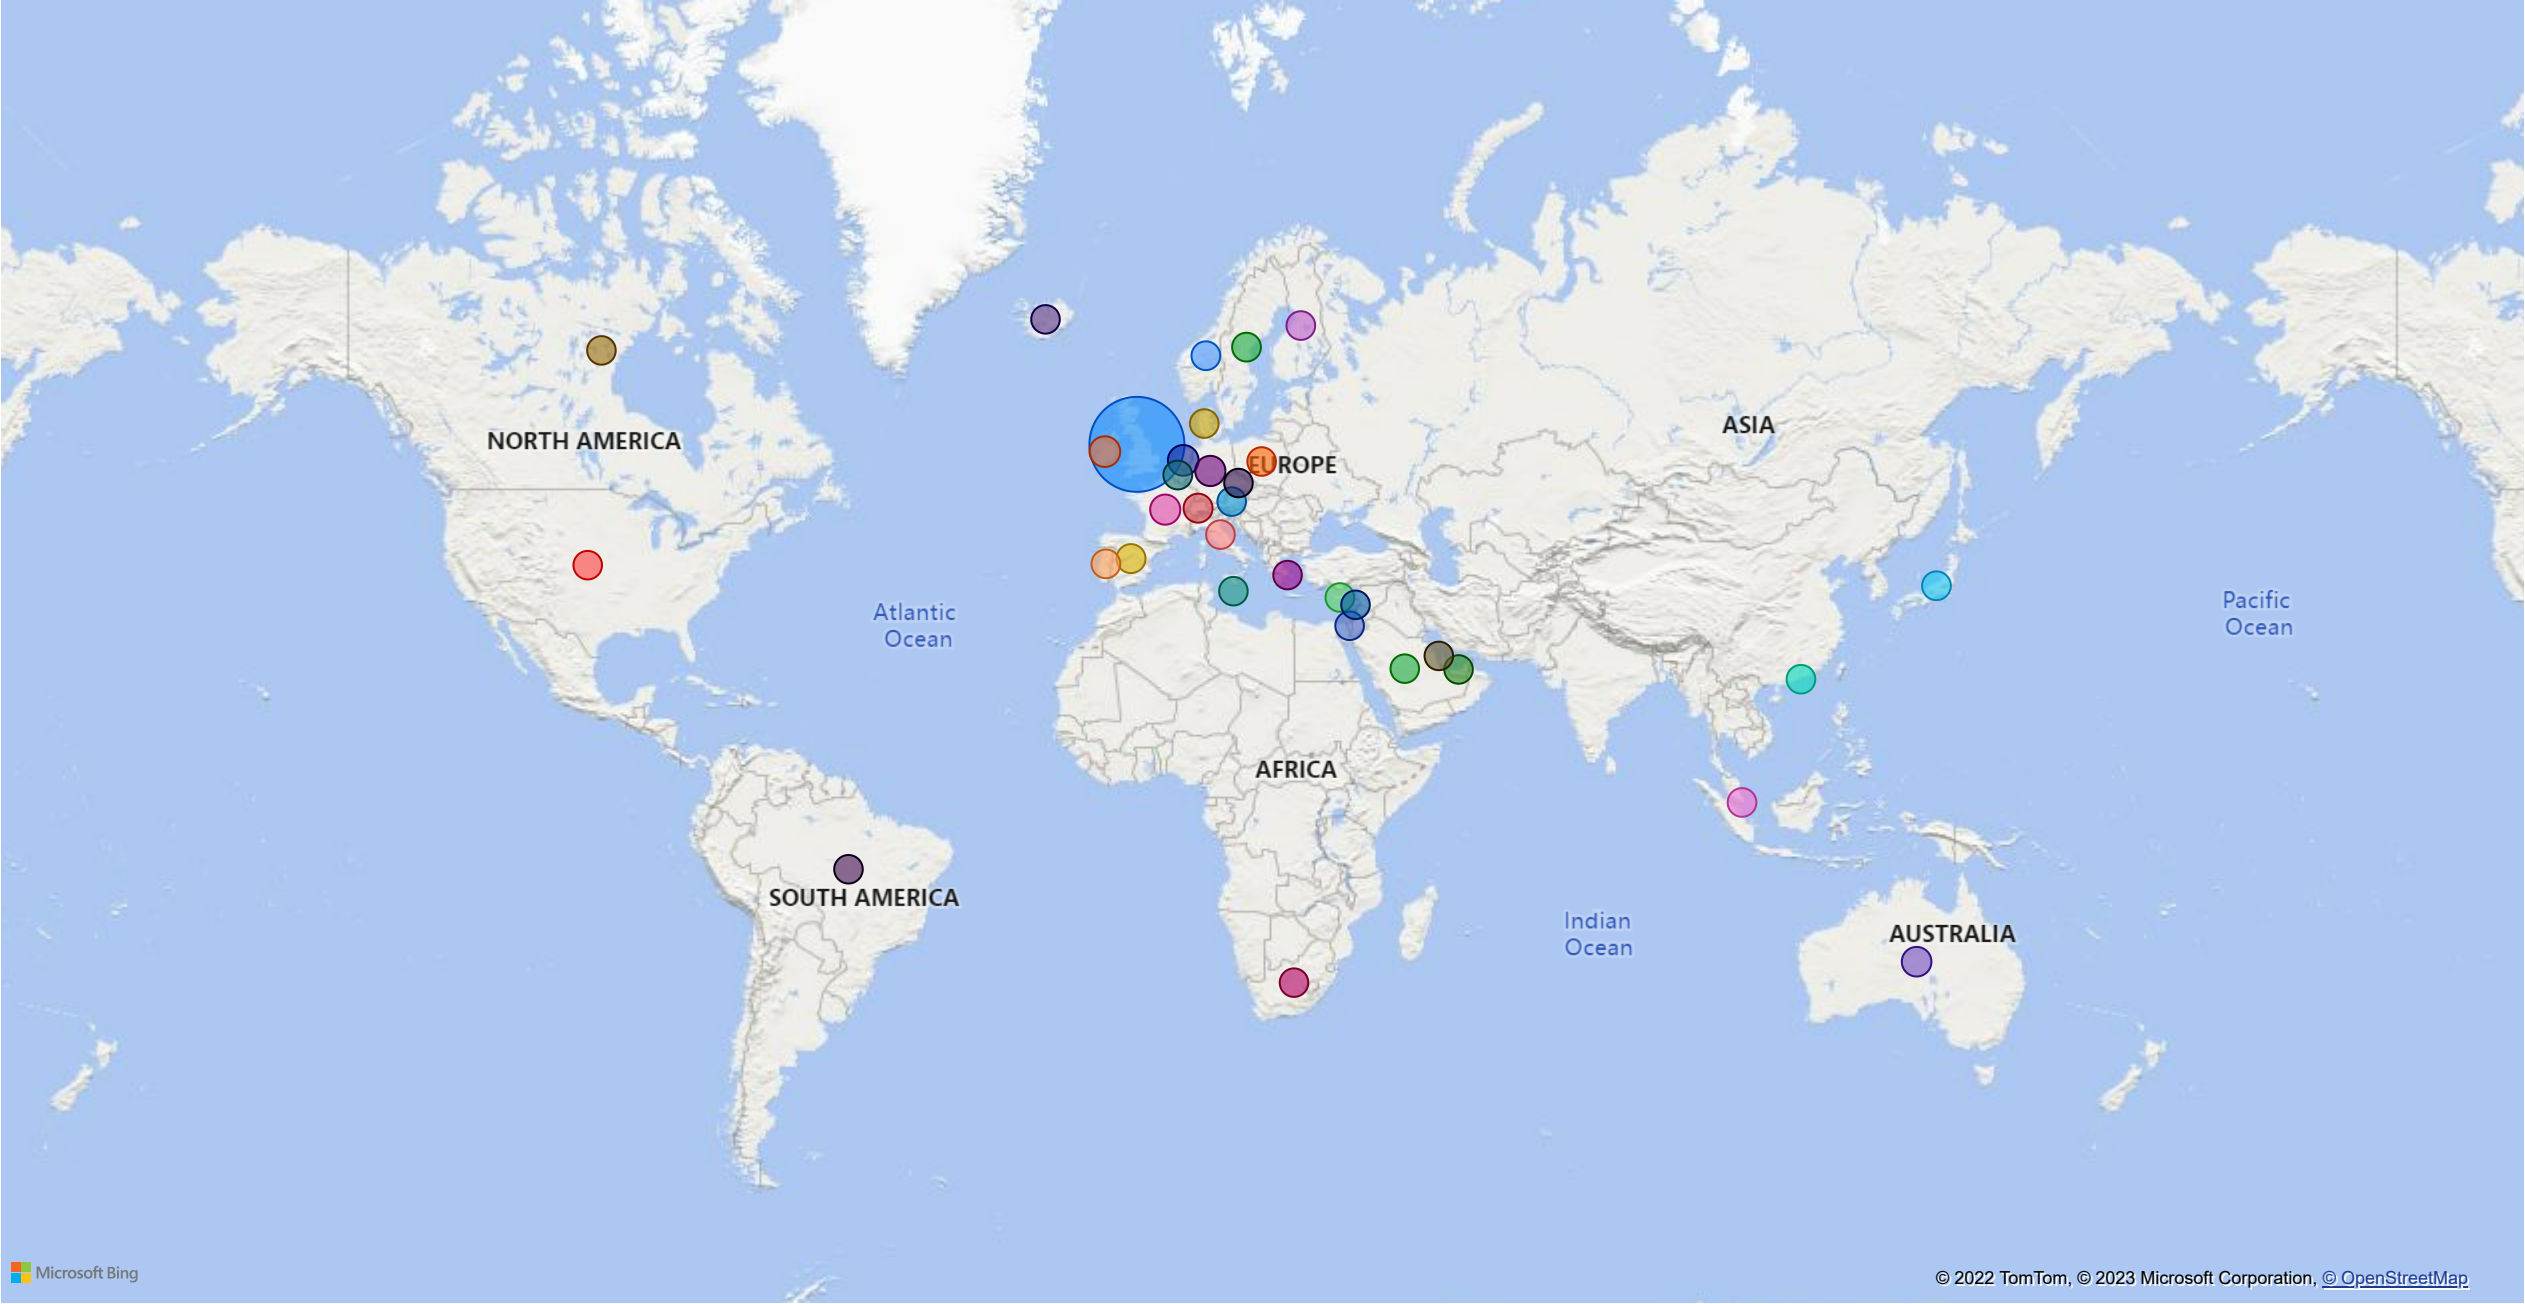 ASIA
NORTH AMERICA
EUROPE
Atlantic
Ocean
Pacific
Ocean
AFRICA
SOUTH AMERICA
Indian
Ocean
AUSTRALIA
Microsoft Bing
© 2022 TomTom, © 2023 Microsoft Corporation, © OpenStreetMap